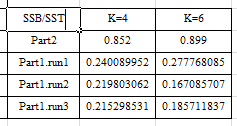 SSB/SST K=4 K=6
Part2 0.852 0.899
Part1.run1 0.240089952 0.277768085
Part1.run2 0.219803062 0.167085707
Part1.run3 0.215298531 0.185711837